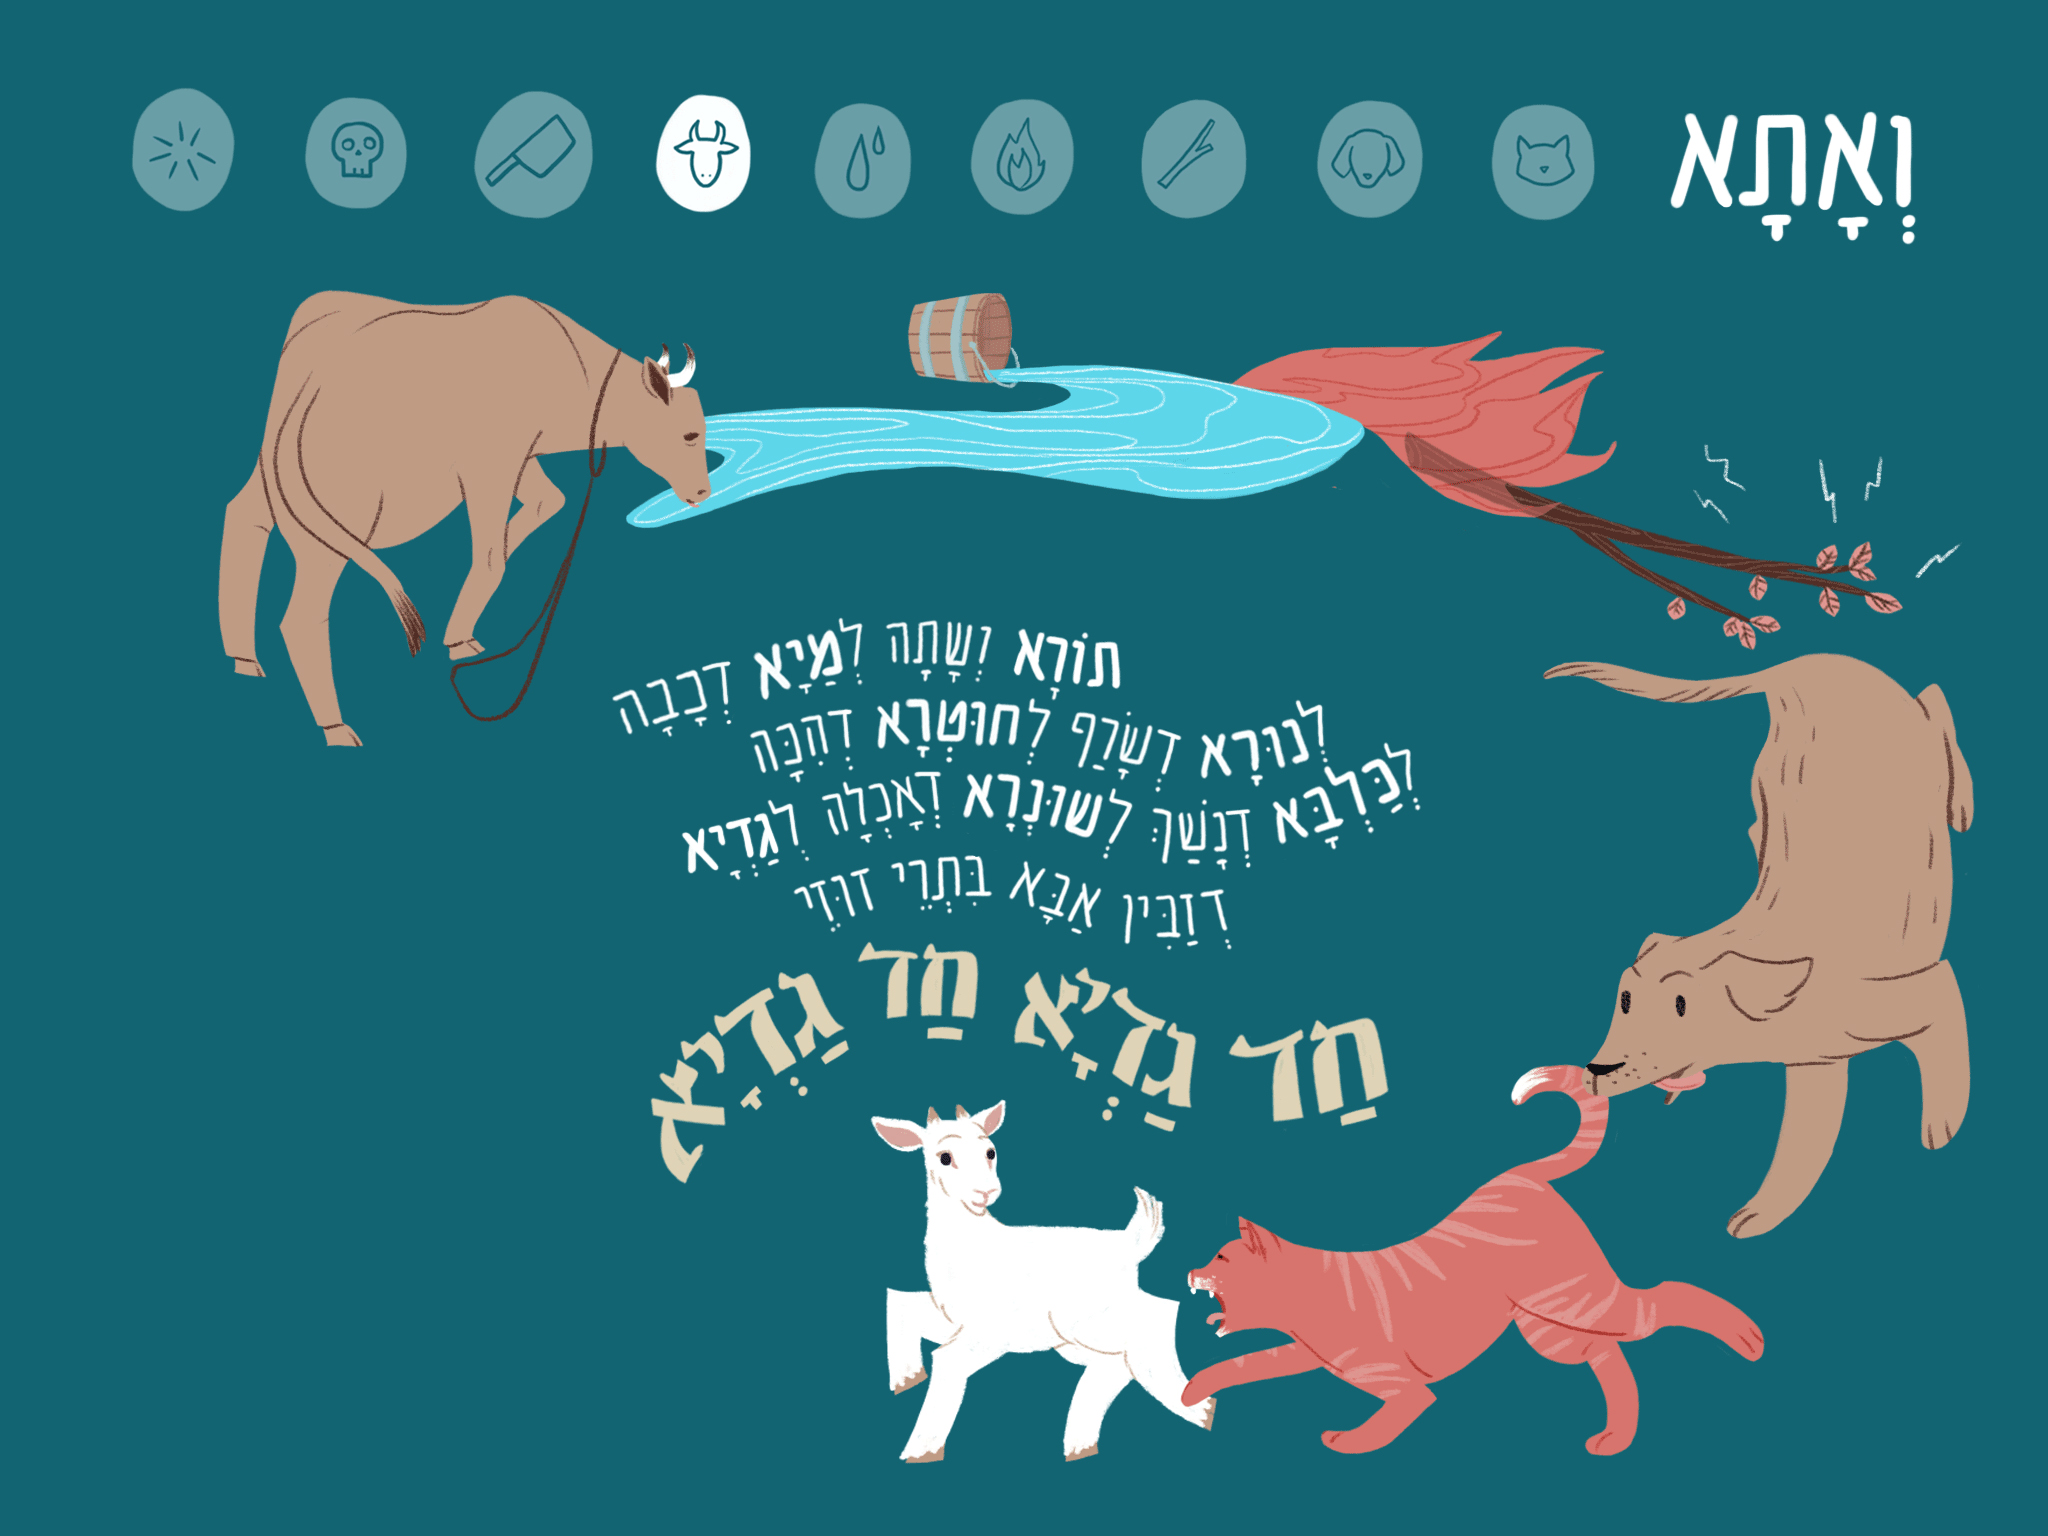 וְאָתָא
תוֹרָא וְשָׁתָה לְמַיָא דְכָבָה
לְנוּרָא דְשָׂרַף לְחוּטְרָא דְהִכָּה
לְכַּלְבָּא דְנָשַׁךְ לְשׁוּנְרָא דְאָכְלָה לְגַדְיָא
דְזַבִּין אַבָּא בִּתְרֵי זוּזֵי
חַד גַּדְיָא חַד גַּדְיָא